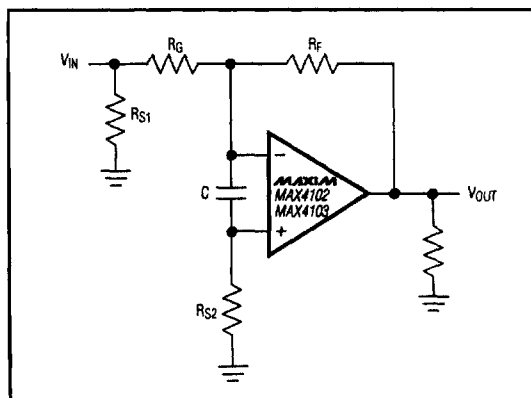 VIN
RG
RF
RS1
MAXIM
MAX4102
MAX4103
−
C
+
VOUT
RS2